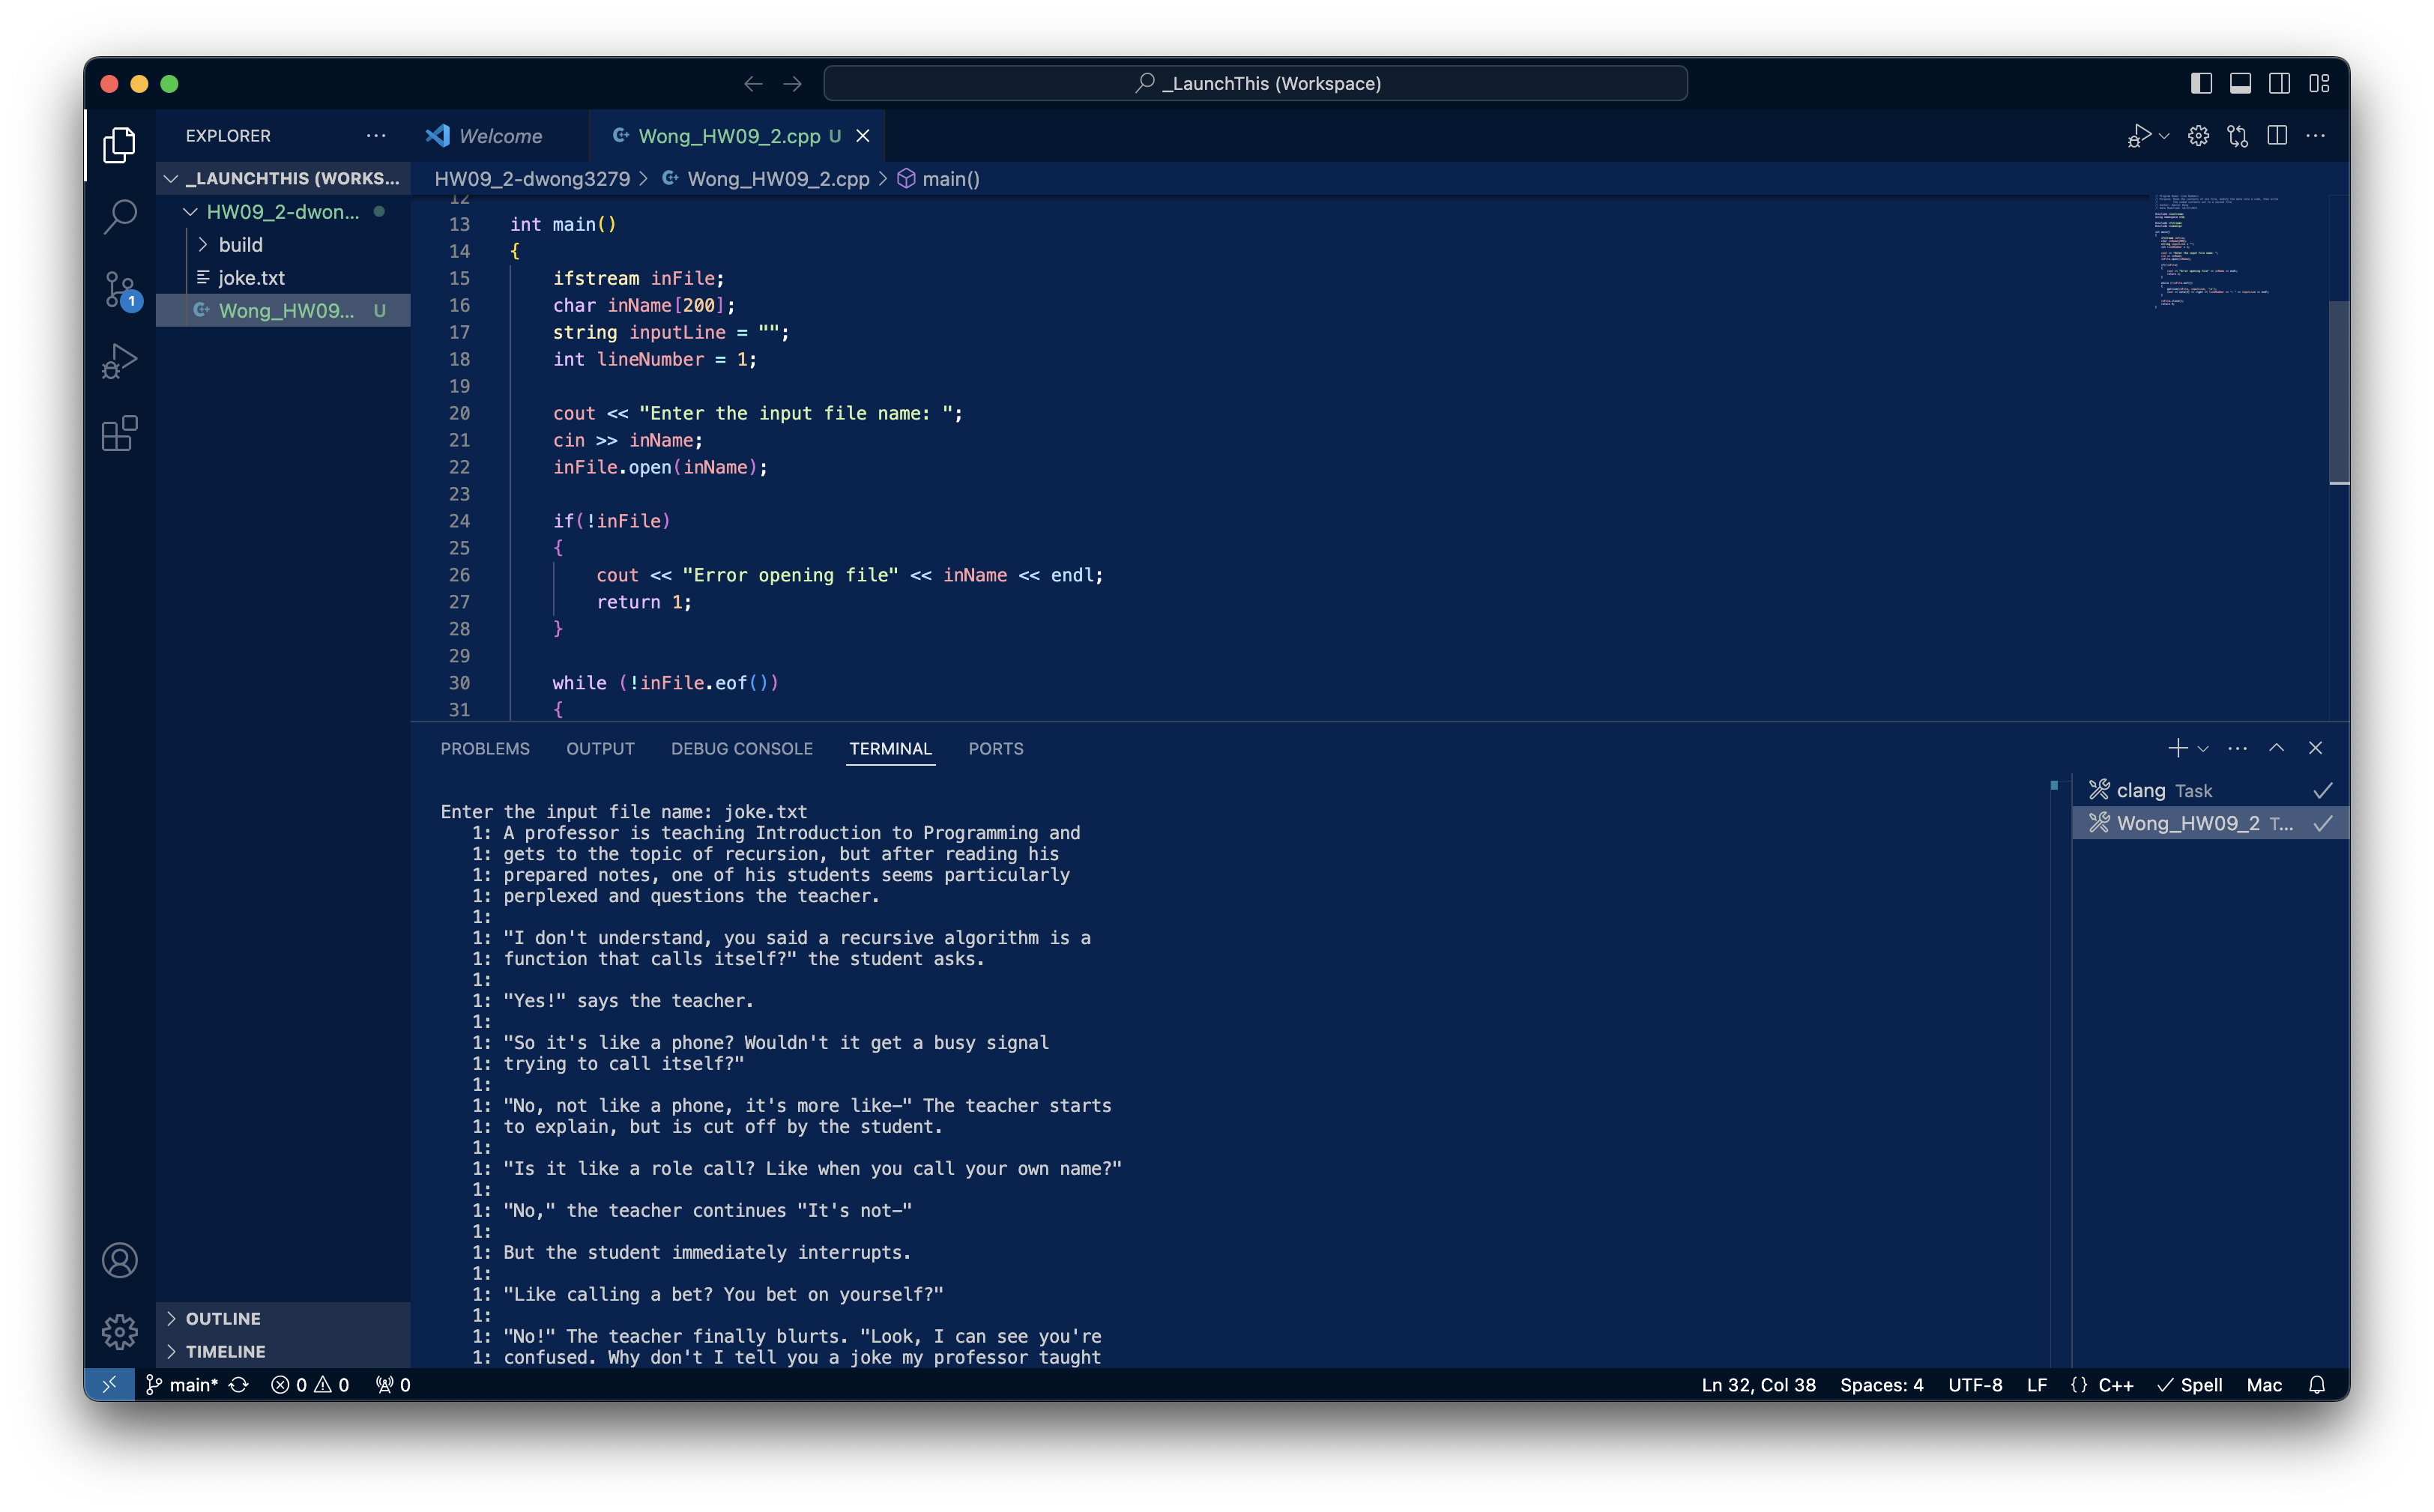 _LaunchThis (Workspace)
EXPLORER
Welcome
Wong_HW09_2.cpp U
_LAUNCHTHIS (WORKS...
HW09_2-dwong3279 > Wong_HW09_2.cpp > main()
HW09_2-dwon...
build
joke.txt
Wong_HW09... U
1
12
13 int main()
14 {
15 ifstream inFile;
16 char inName[200];
17 string inputLine = "";
18 int lineNumber = 1;
19
20 cout << "Enter the input file name: ";
21 cin >> inName;
22 inFile.open(inName);
23
24 if(!inFile)
25 {
26 cout << "Error opening file" << inName << endl;
27 return 1;
28 }
29
30 while (!inFile.eof())
31 {
PROBLEMS OUTPUT DEBUG CONSOLE TERMINAL PORTS
clang Task
Wong_HW09_2 T...
Enter the input file name: joke.txt
1: A professor is teaching Introduction to Programming and
1: gets to the topic of recursion, but after reading his
1: prepared notes, one of his students seems particularly
1: perplexed and questions the teacher.
1:
1: "I don't understand, you said a recursive algorithm is a
1: function that calls itself?" the student asks.
1:
1: "Yes!" says the teacher.
1:
1: "So it's like a phone? Wouldn't it get a busy signal
1: trying to call itself?"
1:
1: "No, not like a phone, it's more like—" The teacher starts
1: to explain, but is cut off by the student.
1:
1: "Is it like a role call? Like when you call your own name?"
1:
1: "No," the teacher continues "It's not—"
1:
1: But the student immediately interrupts.
1:
1: "Like calling a bet? You bet on yourself?"
1:
1: "No!" The teacher finally blurts. "Look, I can see you're
1: confused. Why don't I tell you a joke my professor taught
OUTLINE
TIMELINE
main* 0 0 0
Ln 32, Col 38 Spaces: 4 UTF-8 LF {} C++ Spell Mac